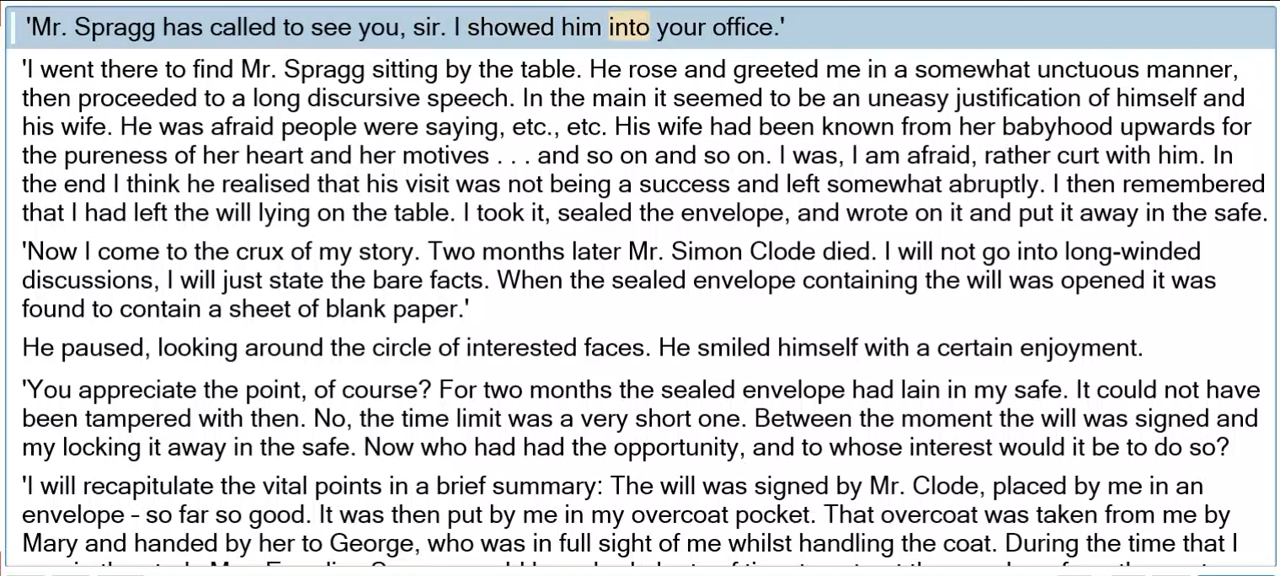 'Mr. Spragg has called to see you, sir. I showed him into your office.'
'I went there to find Mr. Spragg sitting by the table. He rose and greeted me in a somewhat unctuous manner,
then proceeded to a long discursive speech. In the main it seemed to be an uneasy justification of himself and
his wife. He was afraid people were saying, etc., etc. His wife had been known from her babyhood upwards for
the pureness of her heart and her motives . . . and so on and so on. I was, I am afraid, rather curt with him. In
the end I think he realised that his visit was not being a success and left somewhat abruptly. I then remembered
that I had left the will lying on the table. I took it, sealed the envelope, and wrote on it and put it away in the safe.
'Now I come to the crux of my story. Two months later Mr. Simon Clode died. I will not go into long-winded
discussions, I will just state the bare facts. When the sealed envelope containing the will was opened it was
found to contain a sheet of blank paper.'
He paused, looking around the circle of interested faces. He smiled himself with a certain enjoyment.
'You appreciate the point, of course? For two months the sealed envelope had lain in my safe. It could not have
been tampered with then. No, the time limit was a very short one. Between the moment the will was signed and
my locking it away in the safe. Now who had had the opportunity, and to whose interest would it be to do so?
'I will recapitulate the vital points in a brief summary: The will was signed by Mr. Clode, placed by me in an
envelope - so far so good. It was then put by me in my overcoat pocket. That overcoat was taken from me by
Mary and handed by her to George, who was in full sight of me whilst handling the coat. During the time that I